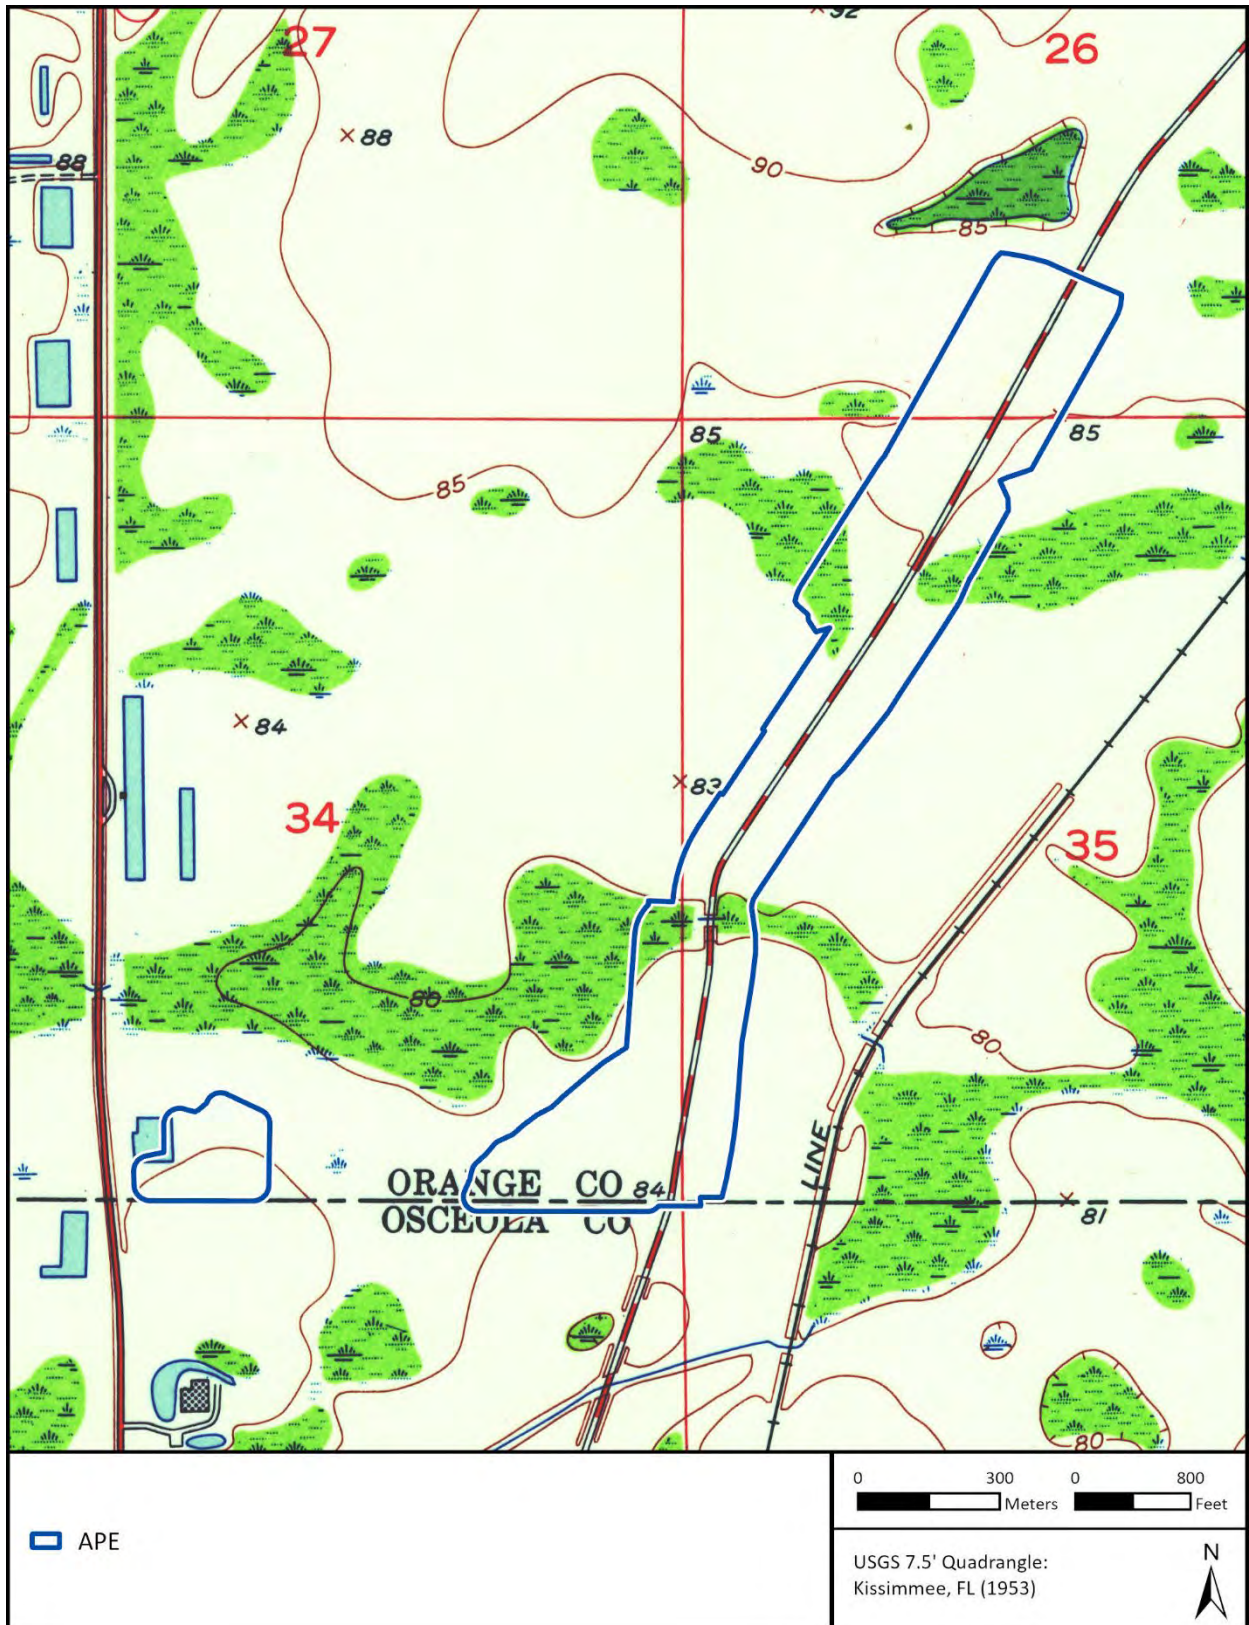 92
27
26
88
88
90
85
85
85
85
84
83
34
35
80
80
LINE
ORANGE CO
84
OSCEOLA CO
81
80
0 300 Meters
0 800 Feet
APE
N
USGS 7.5' Quadrangle:
Kissimmee, FL (1953)